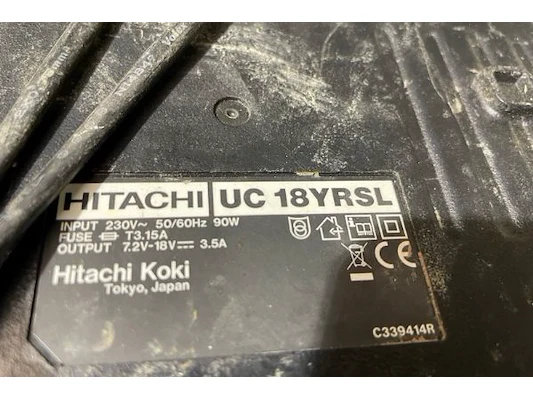 HITACHI UC 18YRSL
INPUT 230V~ 50/60Hz 90W
FUSE T3.15A
OUTPUT 7.2V-18V⎓ 3.5A
Hitachi Koki
Tokyo, Japan
CE
C339414R